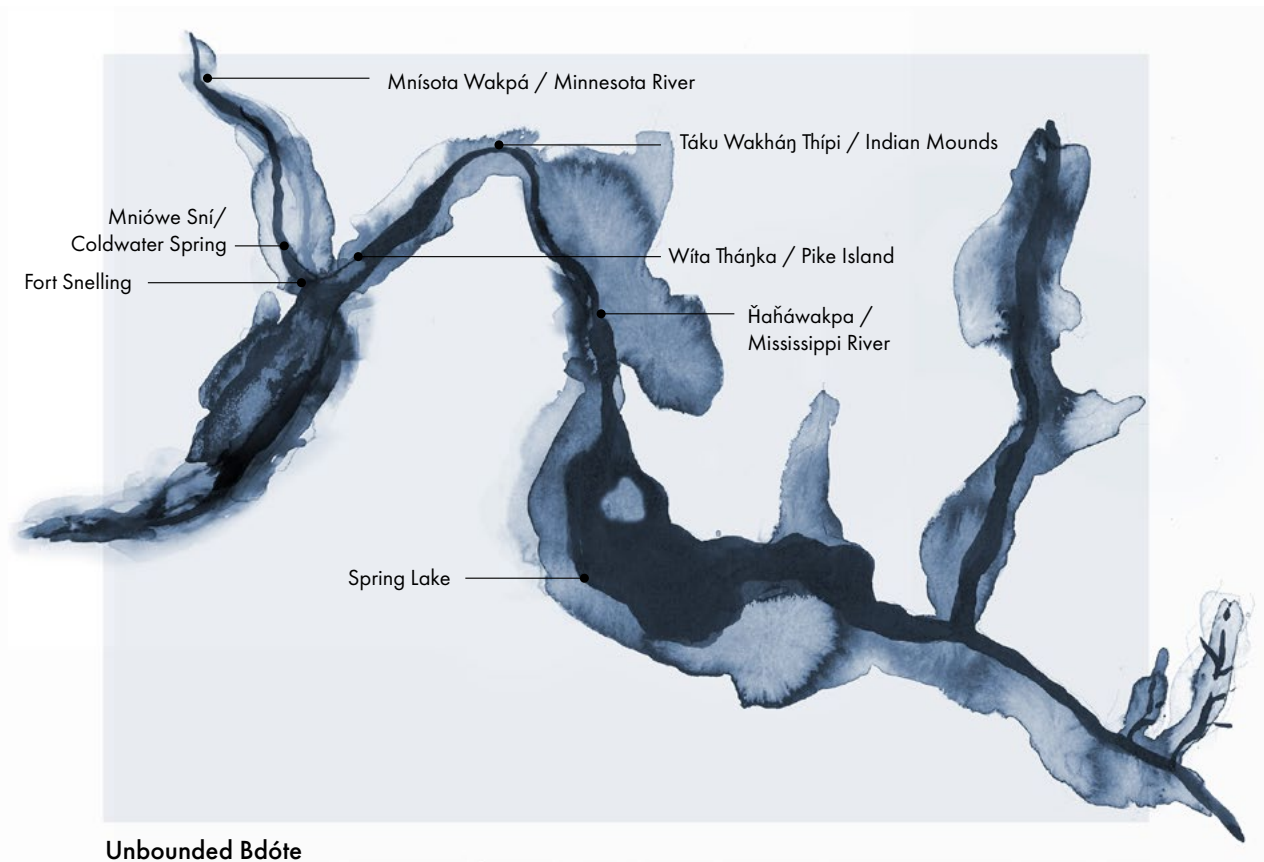 Mnísota Wakpá / Minnesota River
Táku Wakháŋ Thípi / Indian Mounds
Mniówe Sní/
Coldwater Spring
Wíta Tháŋka / Pike Island
Fort Snelling
Ȟaȟáwakpa /
Mississippi River
Spring Lake
Unbounded Bdóte